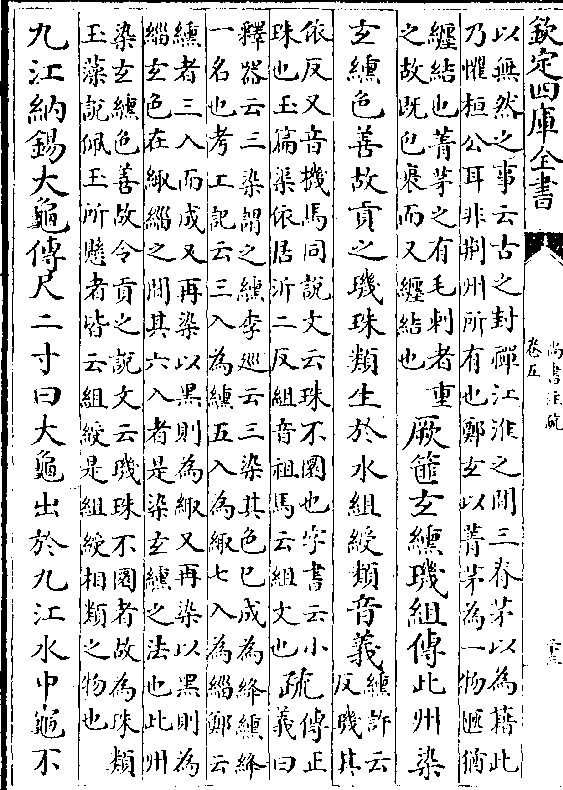 欽定四庫全書
尚書註疏
卷五
以無然之事云古之封禪江淮之間三脊茅以為藉此
乃懼桓公耳非荆州所有也鄭玄以菁茅為一物匭猶
纒結也菁茅之有毛刺者重
之故既包裹而又纒結也
厥篚玄纁璣組傳此州染
玄纁色善故貢之璣珠類生於水組綬類音義
纁許云
反璣其
依反又音機馬同說文云珠不圜也字書云小
珠也玉篇渠依居沂二反組音祖馬云組文也
疏
傳正
義曰
釋器云三染謂之纁李巡云三染其色已成為絳纁絳
一名也考工記云三入為纁五入為緅七入為緇鄭云
纁者三入而成又再染以黑則為緅又再染以黑則為
緇玄色在緅緇之間其六入者是染玄纁之法也此州
染玄纁色善故令貢之說文云璣珠不圜者故為珠類
玉藻說佩玉所懸者皆云組綬是組綬相類之物也
九江納錫大龜傳尺二寸曰大龜出於九江水中龜不